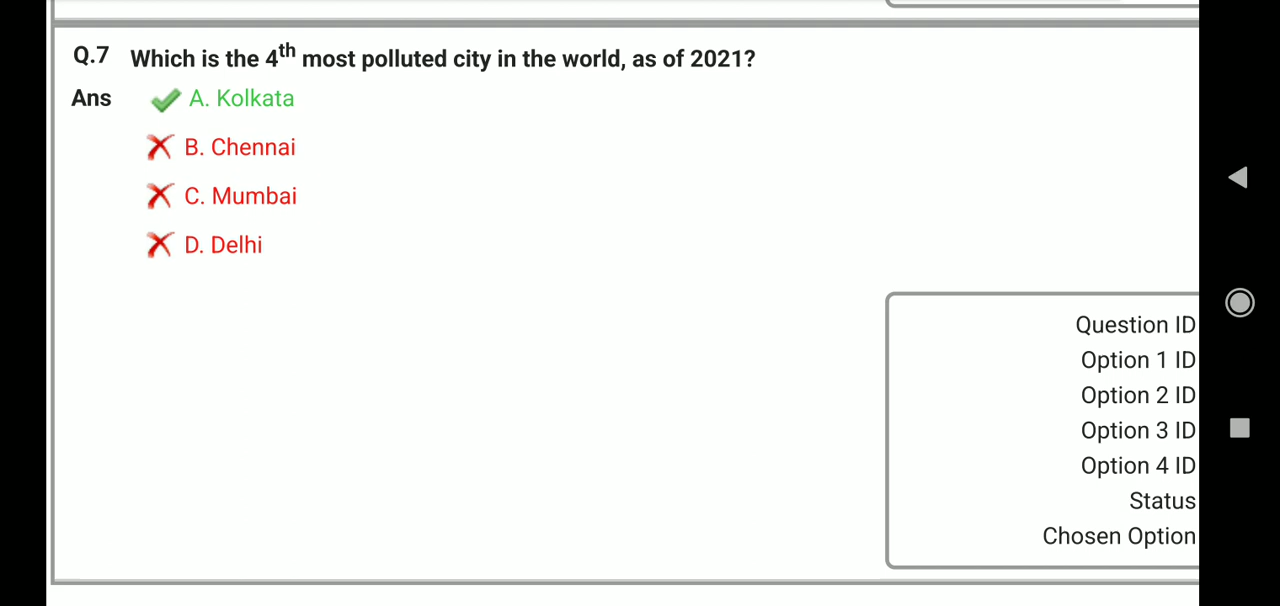 Q.7 Which is the 4th most polluted city in the world, as of 2021?
Ans A. Kolkata
B. Chennai
C. Mumbai
D. Delhi
Question ID
Option 1 ID
Option 2 ID
Option 3 ID
Option 4 ID
Status
Chosen Option